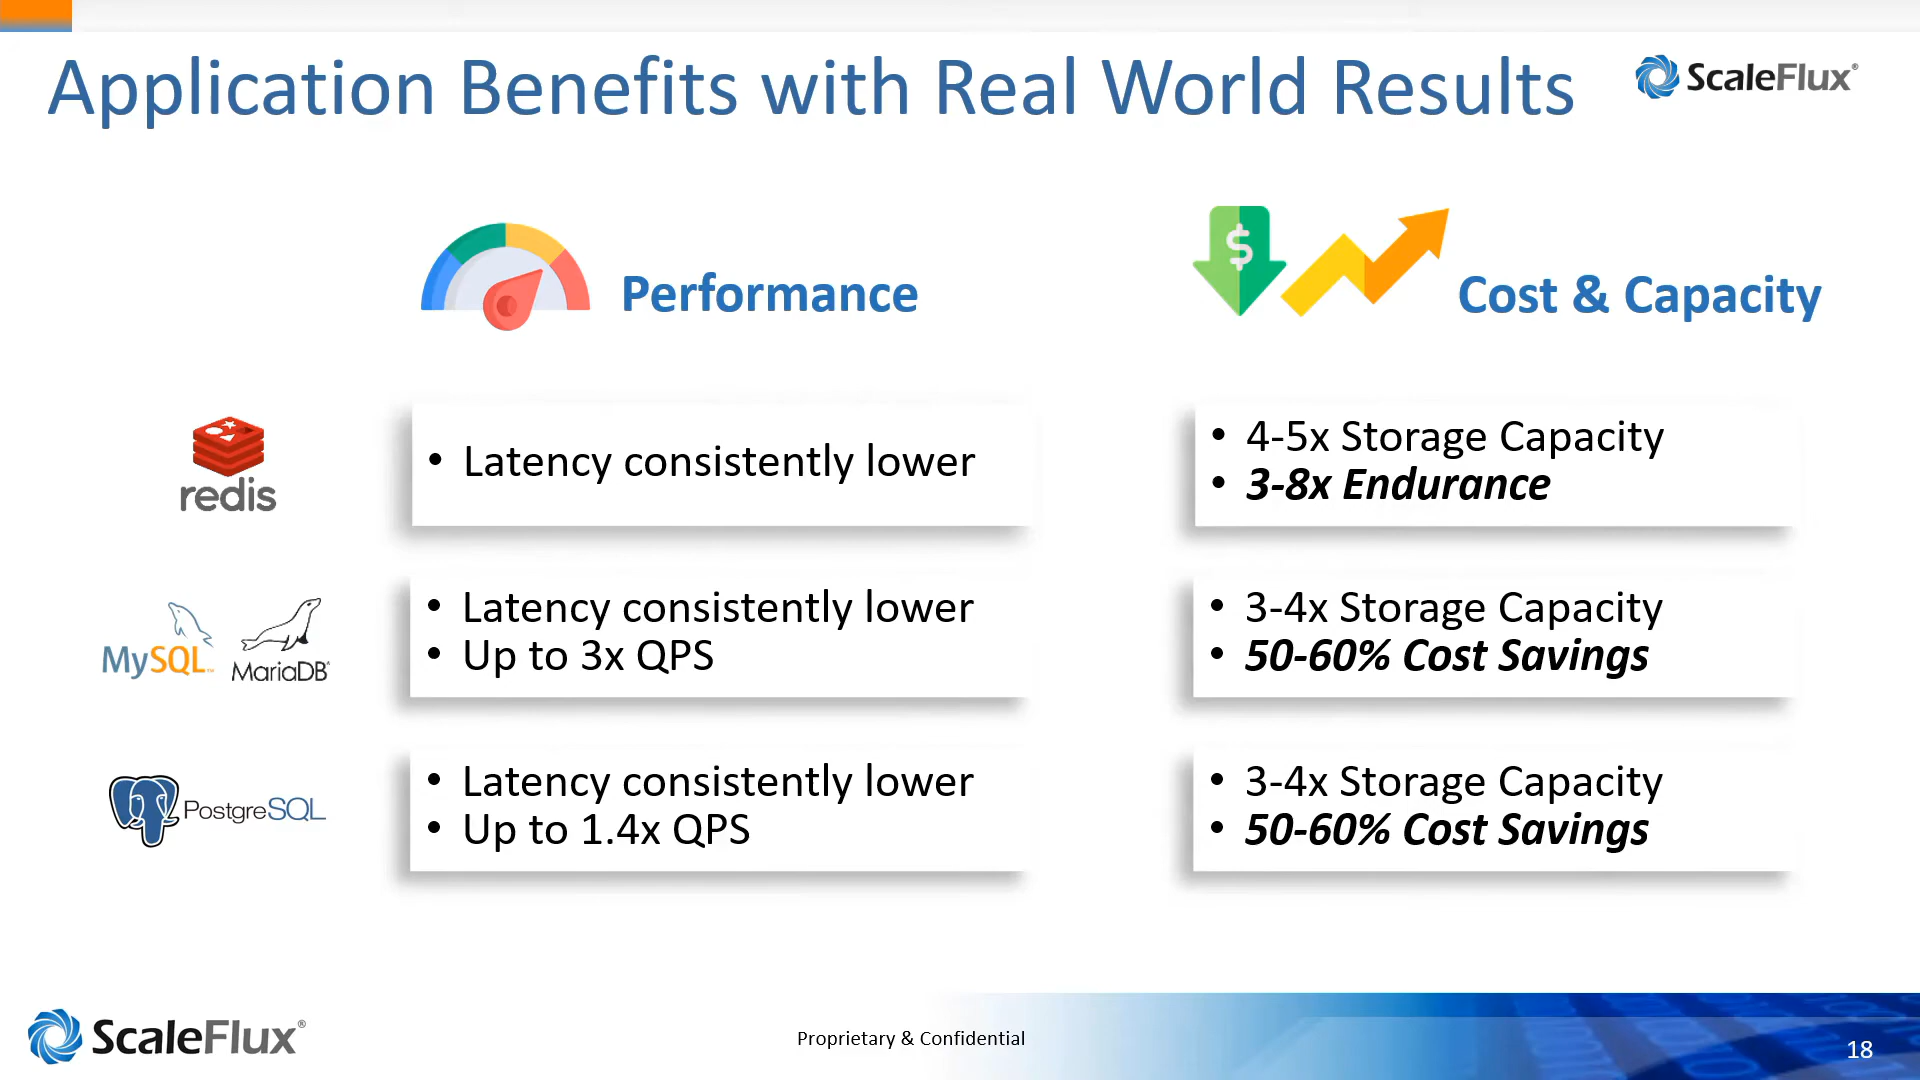 Application Benefits with Real World Results
ScaleFlux®
$
Performance
Cost & Capacity
redis
• Latency consistently lower
• 4-5x Storage Capacity
• 3-8x Endurance
MySQL™
MariaDB®
• Latency consistently lower
• Up to 3x QPS
• 3-4x Storage Capacity
• 50-60% Cost Savings
PostgreSQL
• Latency consistently lower
• Up to 1.4x QPS
• 3-4x Storage Capacity
• 50-60% Cost Savings
ScaleFlux®
Proprietary & Confidential
18